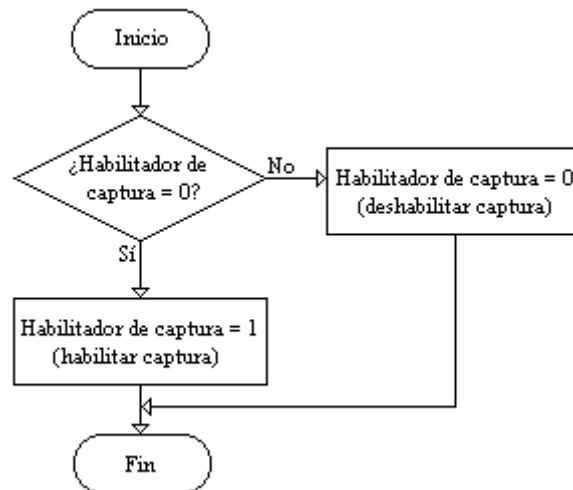 Inicio
¿Habilitador de
captura = 0?
No
Habilitador de captura = 0
(deshabilitar captura)
Sí
Habilitador de captura = 1
(habilitar captura)
Fin